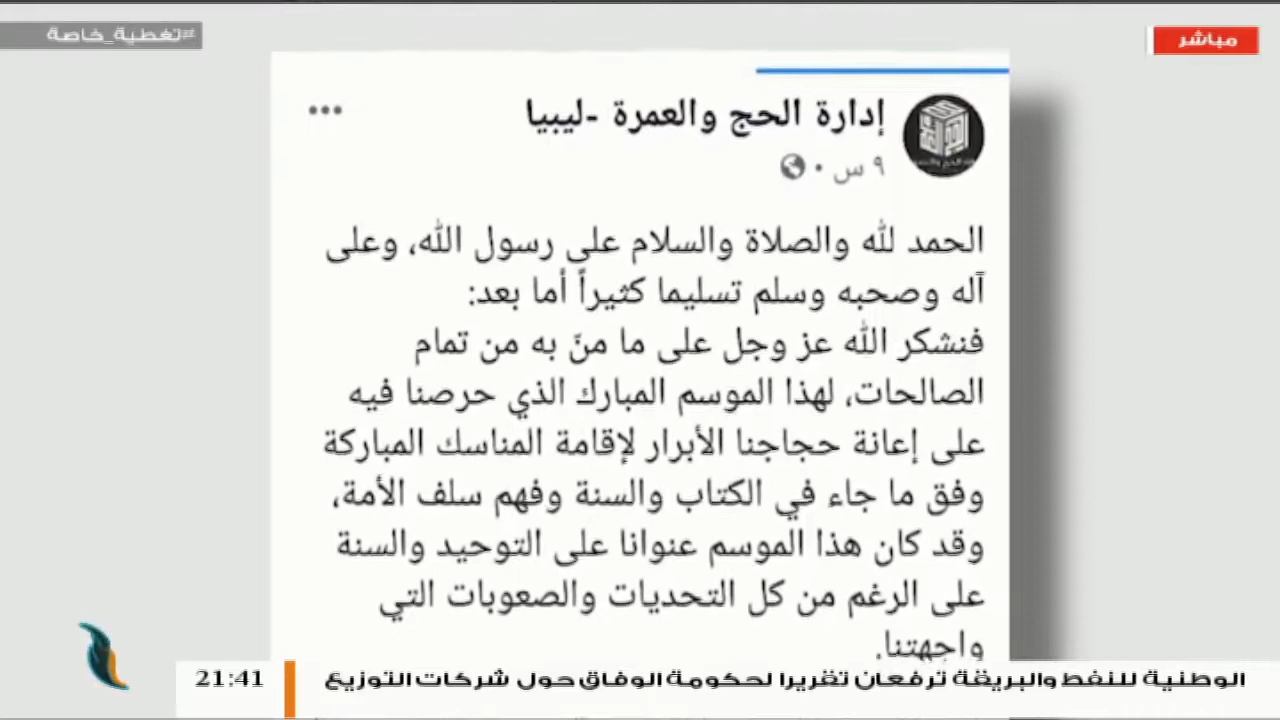 مباشر
#تغطية_خاصة
إدارة الحج والعمرة -ليبيا
٩ س
الحمد لله والصلاة والسلام على رسول الله، وعلى
آله وصحبه وسلم تسليما كثيراً أما بعد:
فنشكر الله عز وجل على ما منّ به من تمام
الصالحات، لهذا الموسم المبارك الذي حرصنا فيه
على إعانة حجاجنا الأبرار لإقامة المناسك المباركة
وفق ما جاء في الكتاب والسنة وفهم سلف الأمة،
وقد كان هذا الموسم عنوانا على التوحيد والسنة
على الرغم من كل التحديات والصعوبات التي
واجهتنا.
الوطنية للنفط والبريقة ترفعان تقريرا لحكومة الوفاق حول شركات التوزيع
21:41